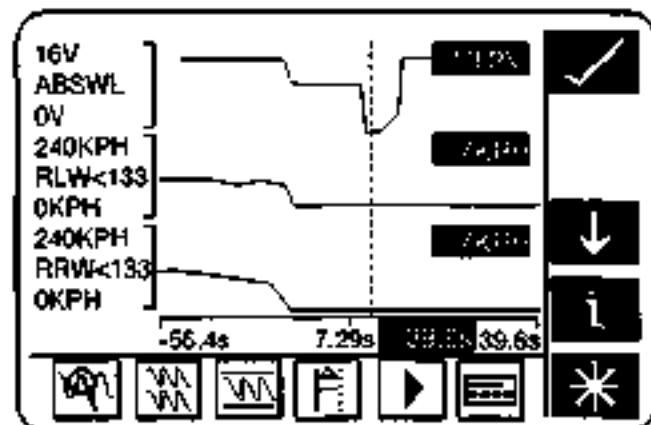 16V
ABSWL
0V
240KPH
RLW<133
0KPH
240KPH
RRW<133
0KPH
-56.4s 7.29s 39.6s
i